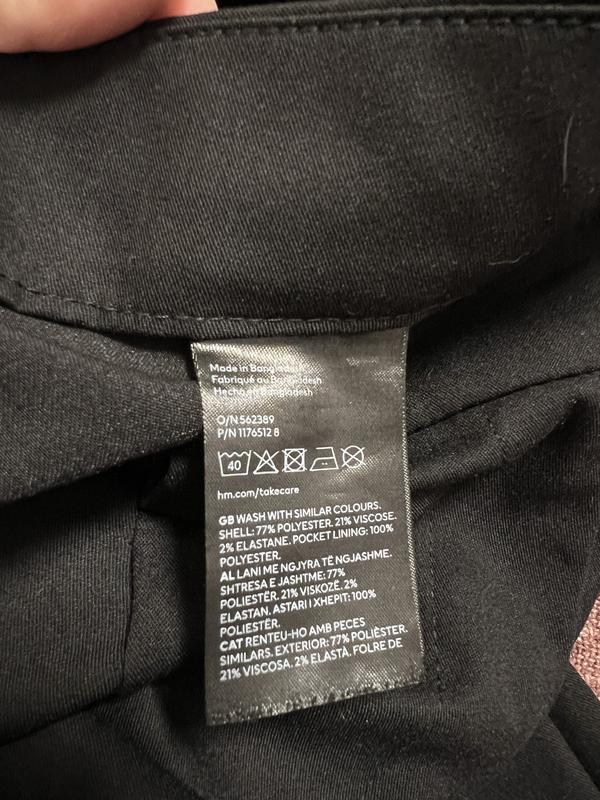 Made in Bangladesh
Fabriqué au Bangladesh
Hecho en Bangladesh
O/N 562389
P/N 1176512 8
40
hm.com/takecare
GB WASH WITH SIMILAR COLOURS.
SHELL: 77% POLYESTER. 21% VISCOSE.
2% ELASTANE. POCKET LINING: 100%
POLYESTER.
AL LANI ME NGJYRA TË NGJASHME.
SHTRESA E JASHTME: 77%
POLIESTËR. 21% VISKOZË. 2%
ELASTAN. ASTARI I XHEPIT: 100%
POLIESTËR.
CAT RENTEU-HO AMB PECES
SIMILARS. EXTERIOR: 77% POLIÈSTER.
21% VISCOSA. 2% ELASTÀ. FOLRE DE